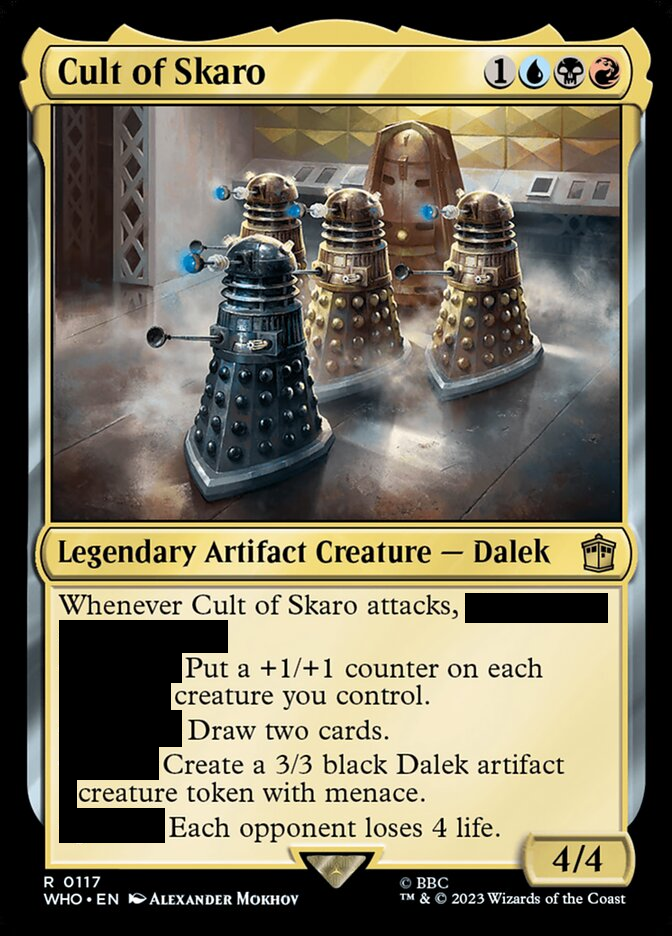 Cult of Skaro
1
Legendary Artifact Creature — Dalek
Whenever Cult of Skaro attacks,
Put a +1/+1 counter on each
creature you control.
Draw two cards.
Create a 3/3 black Dalek artifact
creature token with menace.
Each opponent loses 4 life.
4/4
R 0117
WHO • EN Alexander Mokhov
© BBC
™ & © 2023 Wizards of the Coast